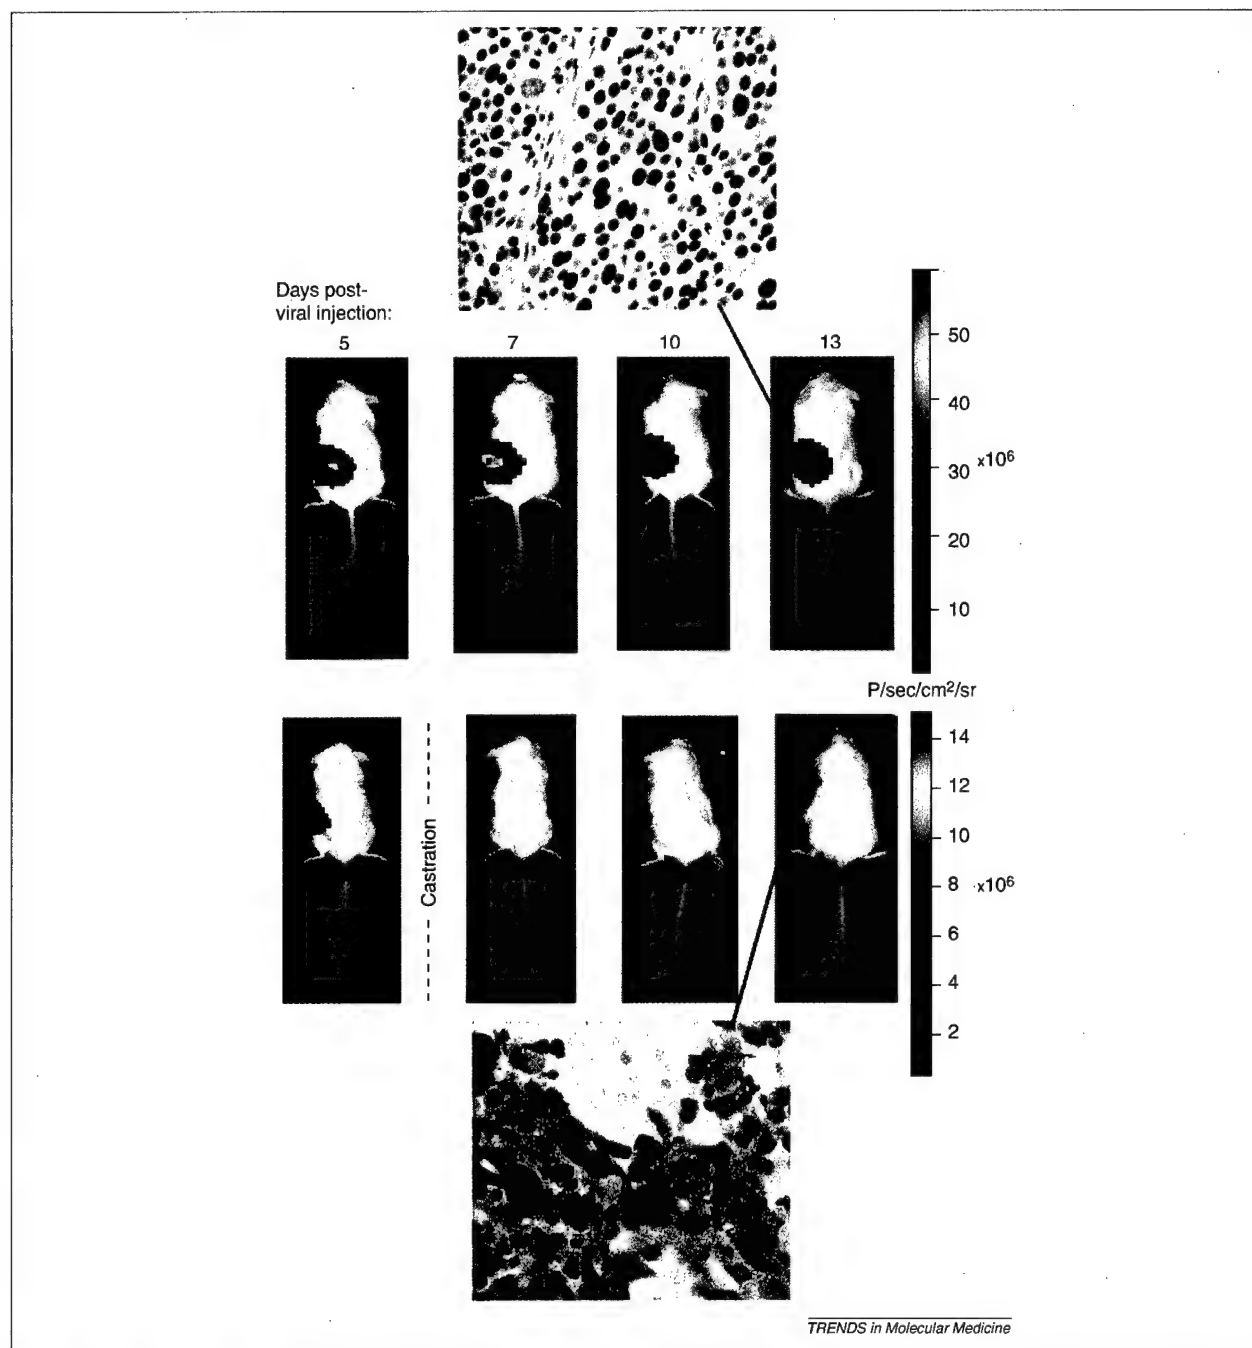 Days post-
viral injection:
5
7
10
13
50
40
30
x10⁶
20
10
P/sec/cm²/sr
Castration
14
12
10
8
x10⁶
6
4
2
TRENDS in Molecular Medicine